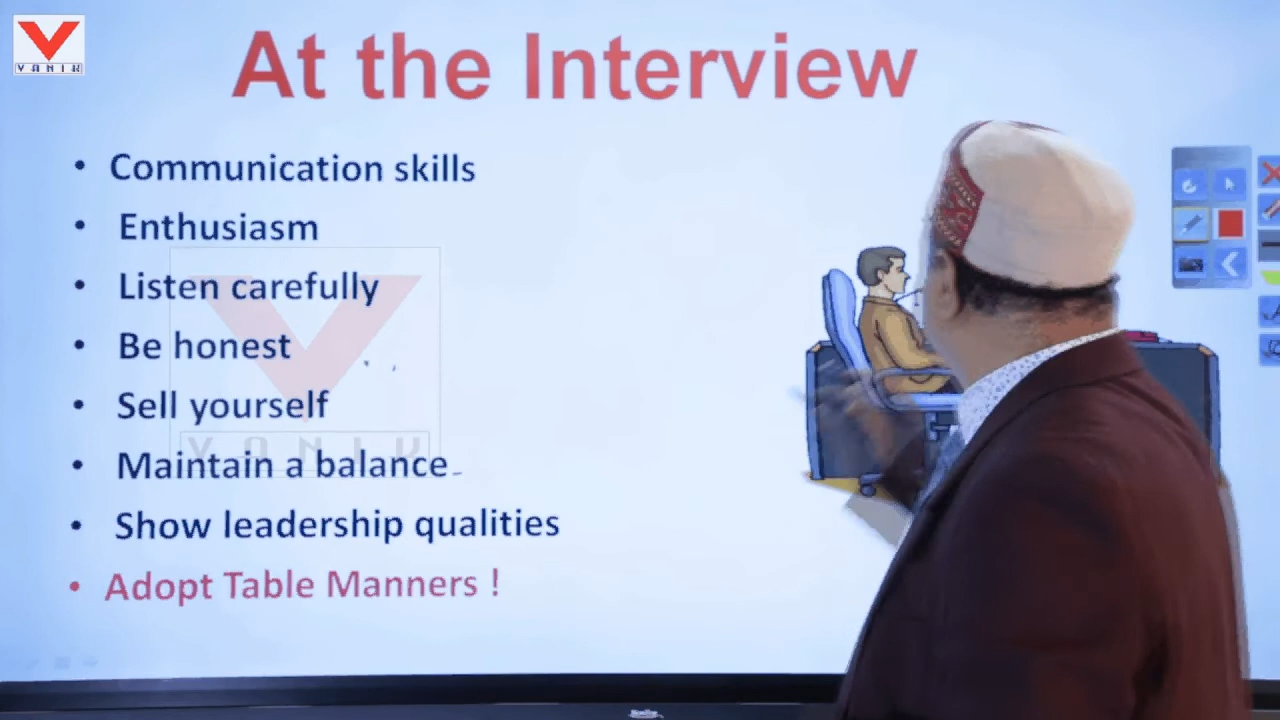 VANIK
At the Interview
• Communication skills
• Enthusiasm
• Listen carefully
• Be honest
• Sell yourself
• Maintain a balance
• Show leadership qualities
• Adopt Table Manners !
VANIK